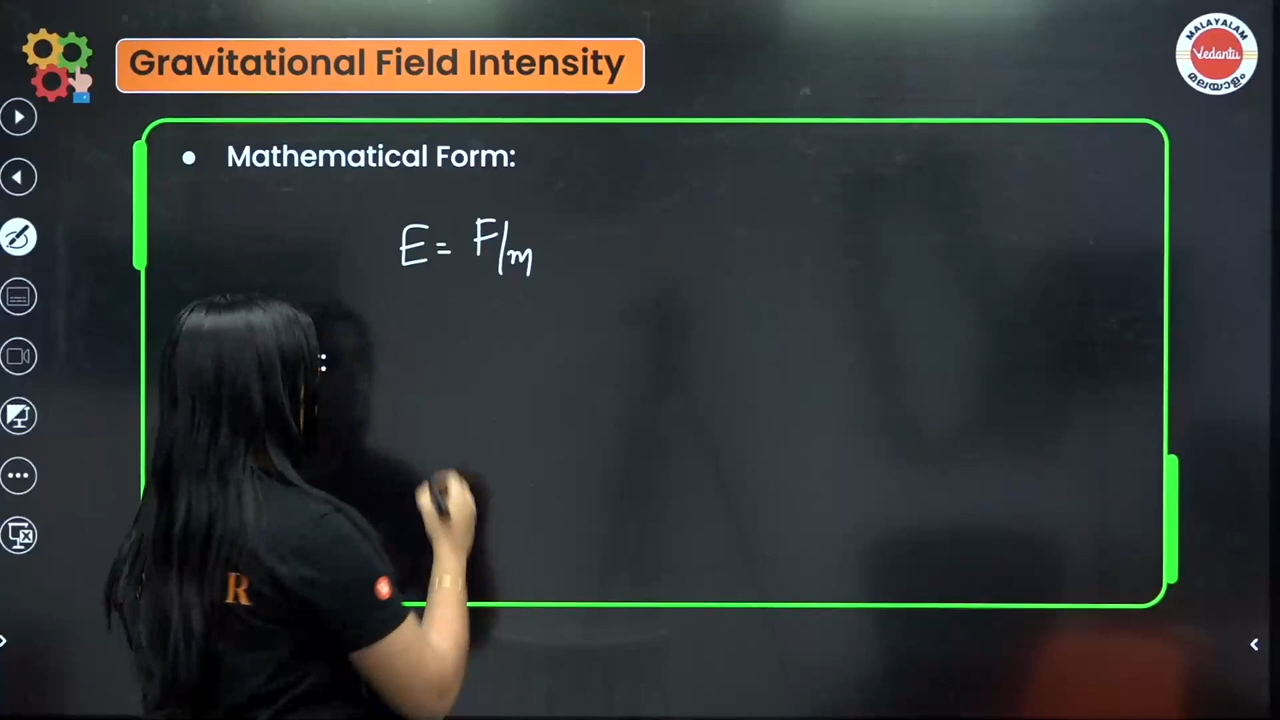 Gravitational Field Intensity
MALAYALAM
Vedantu
മലയാളം
• Mathematical Form:
E = F/m
:
R